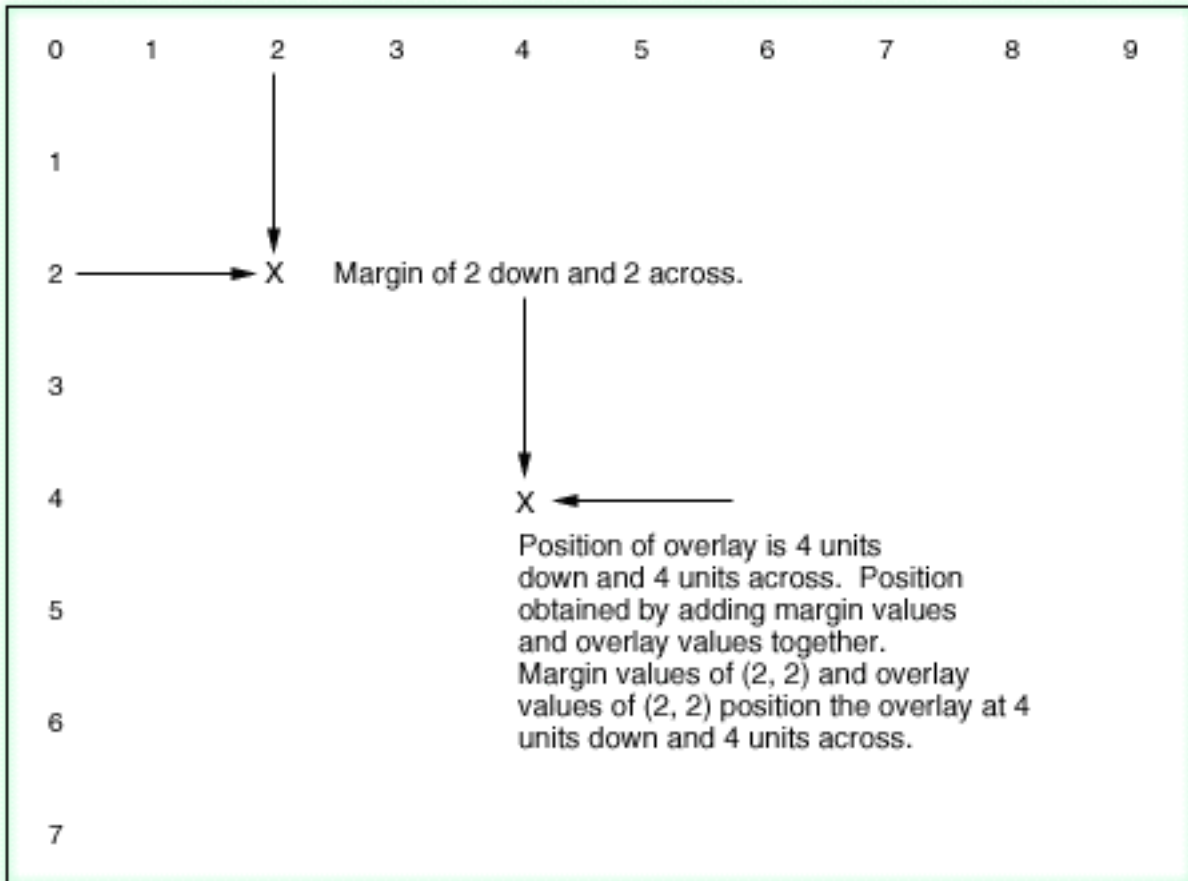 0 1 2 3 4 5 6 7 8 9
1
2 X Margin of 2 down and 2 across.
3
4 X
Position of overlay is 4 units
down and 4 units across. Position
5 obtained by adding margin values
and overlay values together.
Margin values of (2, 2) and overlay
6 values of (2, 2) position the overlay at 4
units down and 4 units across.
7